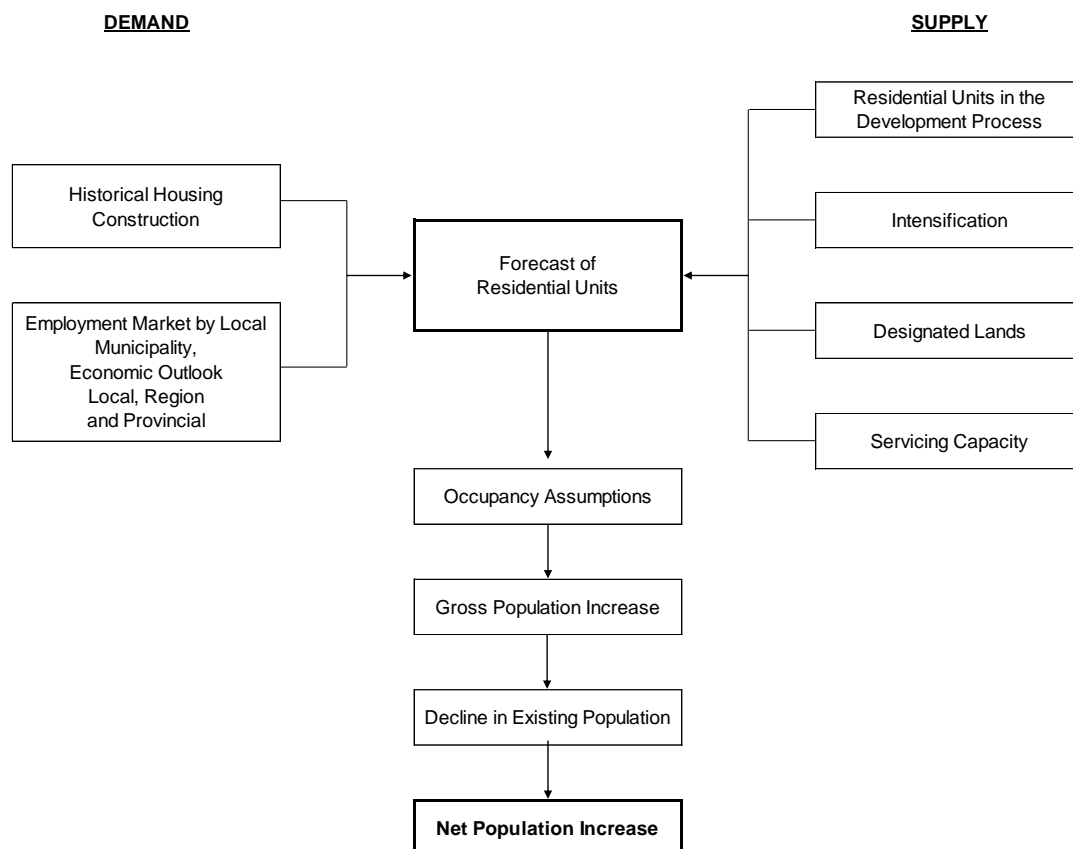 DEMAND
SUPPLY
Residential Units in the
Development Process
Historical Housing
Construction
Intensification
Forecast of
Residential Units
Employment Market by Local
Municipality,
Economic Outlook
Local, Region
and Provincial
Designated Lands
Servicing Capacity
Occupancy Assumptions
Gross Population Increase
Decline in Existing Population
Net Population Increase